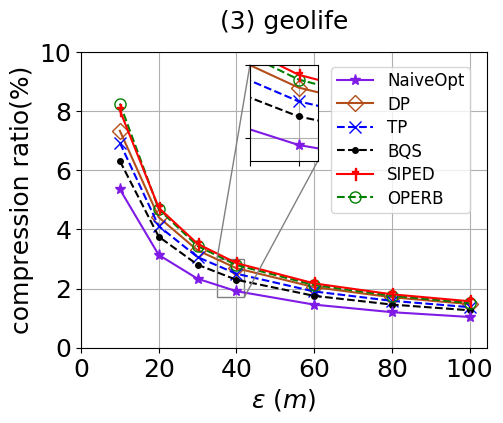 (3) geolife
compression ratio(%)
10
8
6
4
2
0
NaiveOpt
DP
TP
BQS
SIPED
OPERB
0 20 40 60 80 100
ε (m)